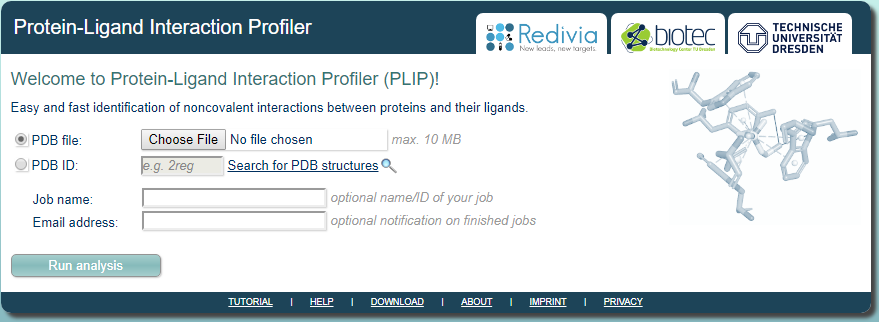 Protein-Ligand Interaction Profiler
Redivia
New leads, new targets.
biotec
Biotechnology Center TU Dresden
TECHNISCHE
UNIVERSITÄT
DRESDEN
Welcome to Protein-Ligand Interaction Profiler (PLIP)!
Easy and fast identification of noncovalent interactions between proteins and their ligands.
PDB file: Choose File No file chosen max. 10 MB
PDB ID: e.g. 2reg Search for PDB structures
Job name: optional name/ID of your job
Email address: optional notification on finished jobs
Run analysis
TUTORIAL | HELP | DOWNLOAD | ABOUT | IMPRINT | PRIVACY